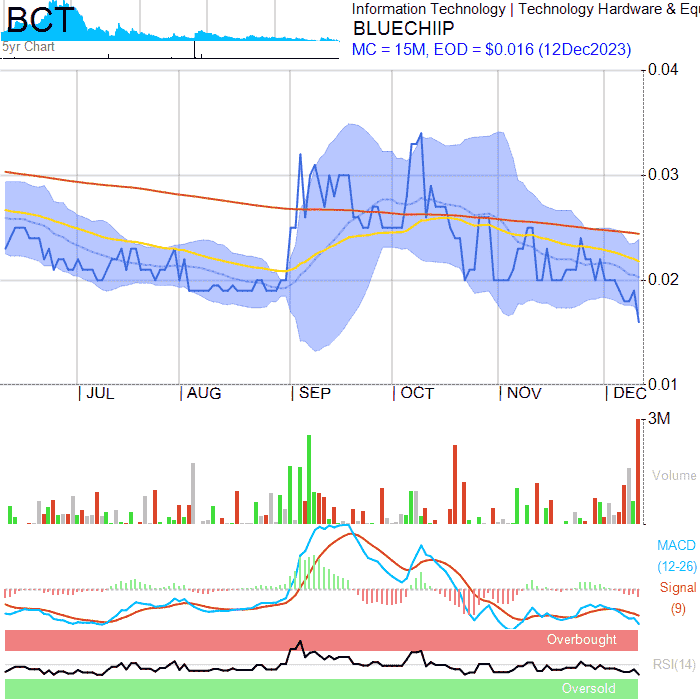 BCT
Information Technology | Technology Hardware & Equ
BLUECHIIP
5yr Chart
MC = 15M, EOD = $0.016 (12Dec2023)
0.04
0.03
0.02
0.01
| JUL | AUG | SEP | OCT | NOV | DEC
3M
Volume
MACD
(12-26)
Signal
(9)
Overbought
RSI(14)
Oversold